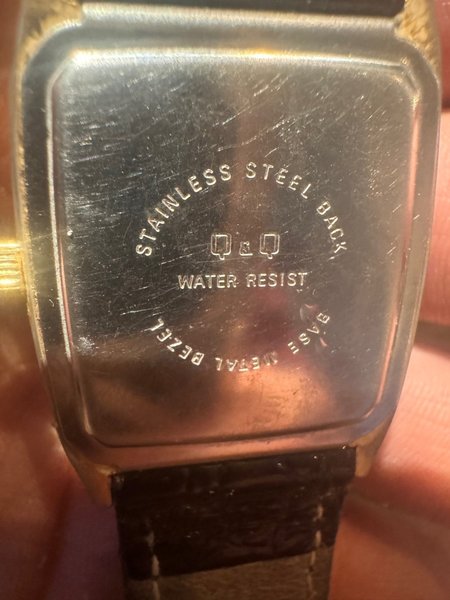 STAINLESS STEEL BACK
Q&Q
WATER RESIST
BASE METAL BEZEL